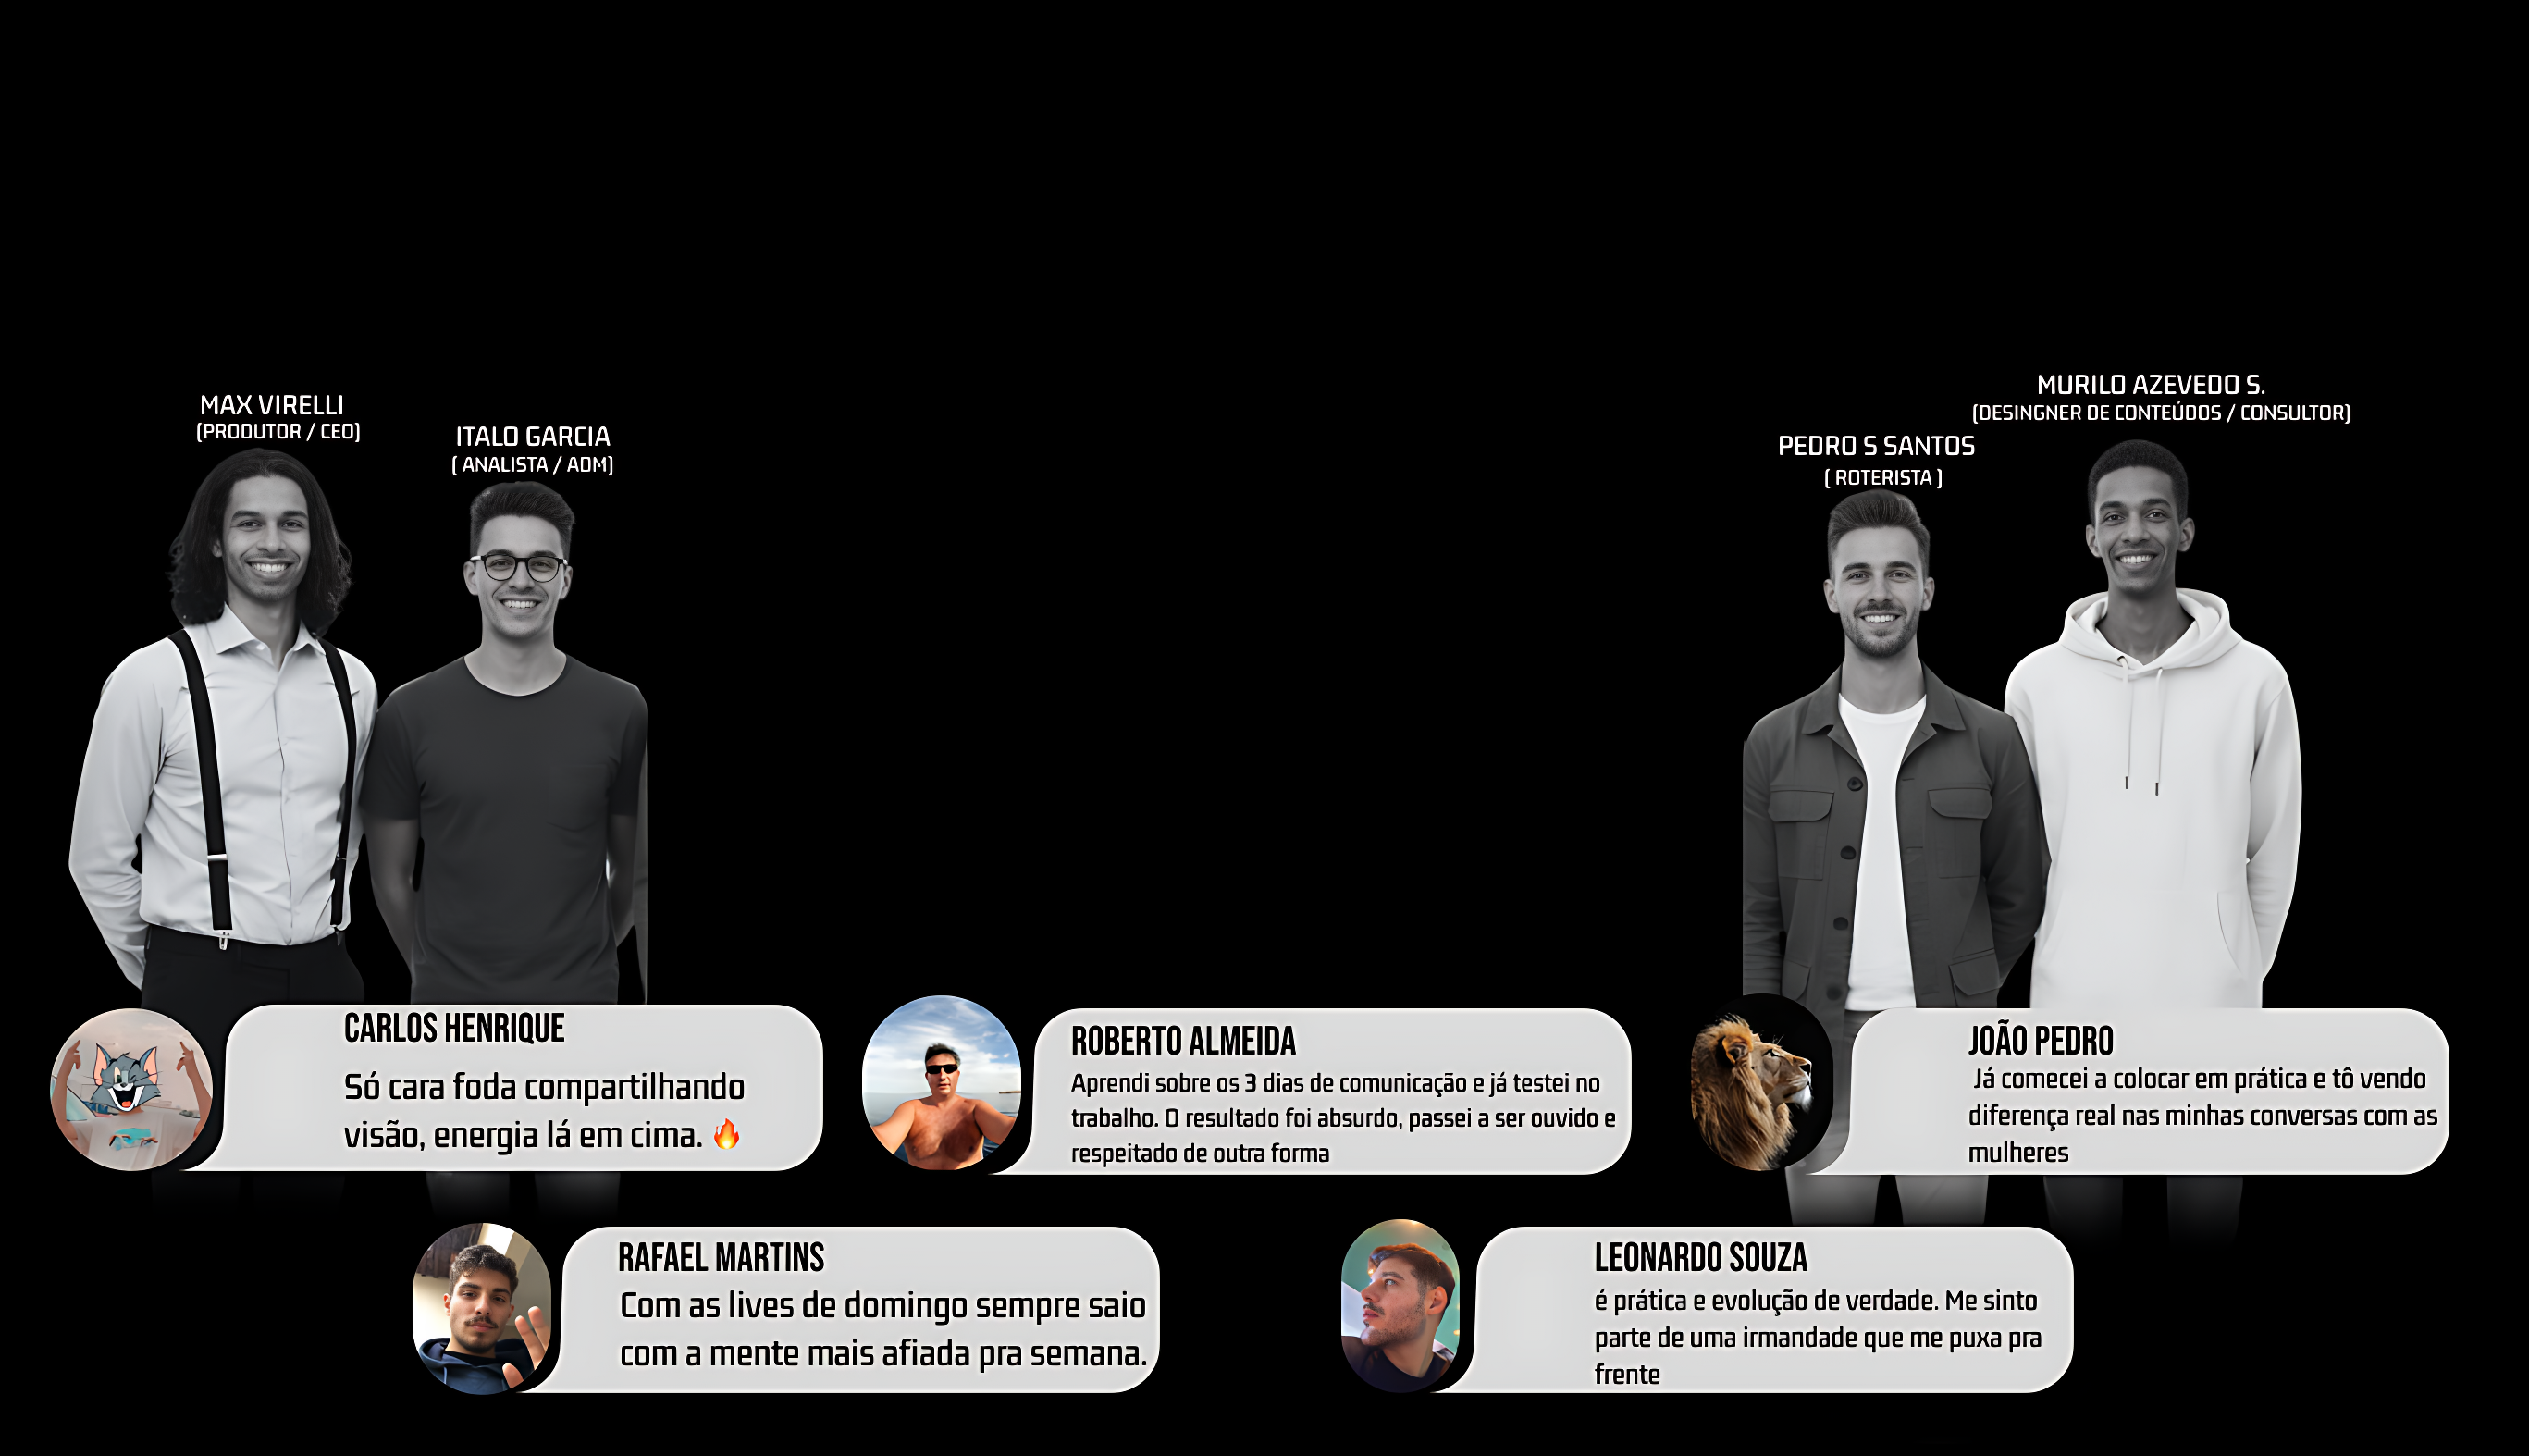 MAX VIRELLI
(PRODUTOR / CEO)
ITALO GARCIA
( ANALISTA / ADM)
PEDRO S SANTOS
( ROTERISTA )
MURILO AZEVEDO S.
(DESINGNER DE CONTEÚDOS / CONSULTOR)
CARLOS HENRIQUE
Só cara foda compartilhando
visão, energia lá em cima. 🔥
ROBERTO ALMEIDA
Aprendi sobre os 3 dias de comunicação e já testei no
trabalho. O resultado foi absurdo, passei a ser ouvido e
respeitado de outra forma
JOÃO PEDRO
Já comecei a colocar em prática e tô vendo
diferença real nas minhas conversas com as
mulheres
RAFAEL MARTINS
Com as lives de domingo sempre saio
com a mente mais afiada pra semana.
LEONARDO SOUZA
é prática e evolução de verdade. Me sinto
parte de uma irmandade que me puxa pra
frente